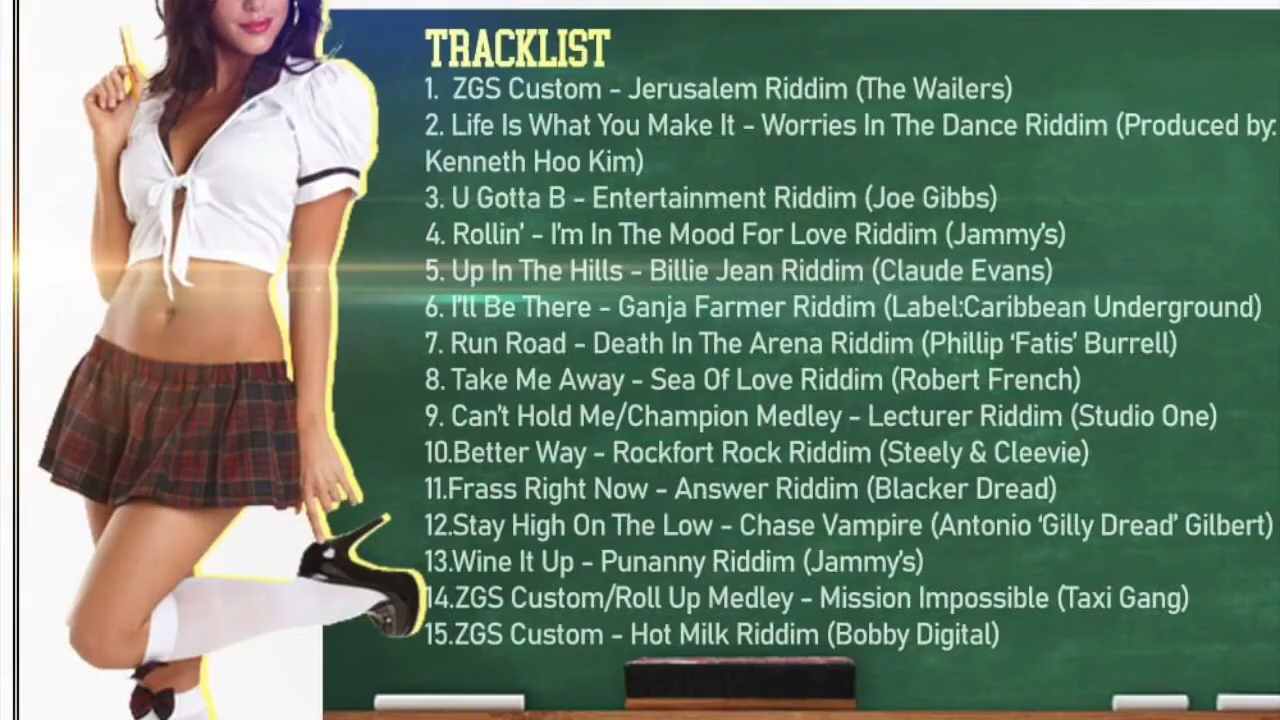 TRACKLIST
1. ZGS Custom - Jerusalem Riddim (The Wailers)
2. Life Is What You Make It - Worries In The Dance Riddim (Produced by:
Kenneth Hoo Kim)
3. U Gotta B - Entertainment Riddim (Joe Gibbs)
4. Rollin' - I'm In The Mood For Love Riddim (Jammy's)
5. Up In The Hills - Billie Jean Riddim (Claude Evans)
6. I'll Be There - Ganja Farmer Riddim (Label:Caribbean Underground)
7. Run Road - Death In The Arena Riddim (Phillip ‘Fatis’ Burrell)
8. Take Me Away - Sea Of Love Riddim (Robert French)
9. Can't Hold Me/Champion Medley - Lecturer Riddim (Studio One)
10.Better Way - Rockfort Rock Riddim (Steely & Cleevie)
11.Frass Right Now - Answer Riddim (Blacker Dread)
12.Stay High On The Low - Chase Vampire (Antonio ‘Gilly Dread’ Gilbert)
13.Wine It Up - Punanny Riddim (Jammy's)
14.ZGS Custom/Roll Up Medley - Mission Impossible (Taxi Gang)
15.ZGS Custom - Hot Milk Riddim (Bobby Digital)